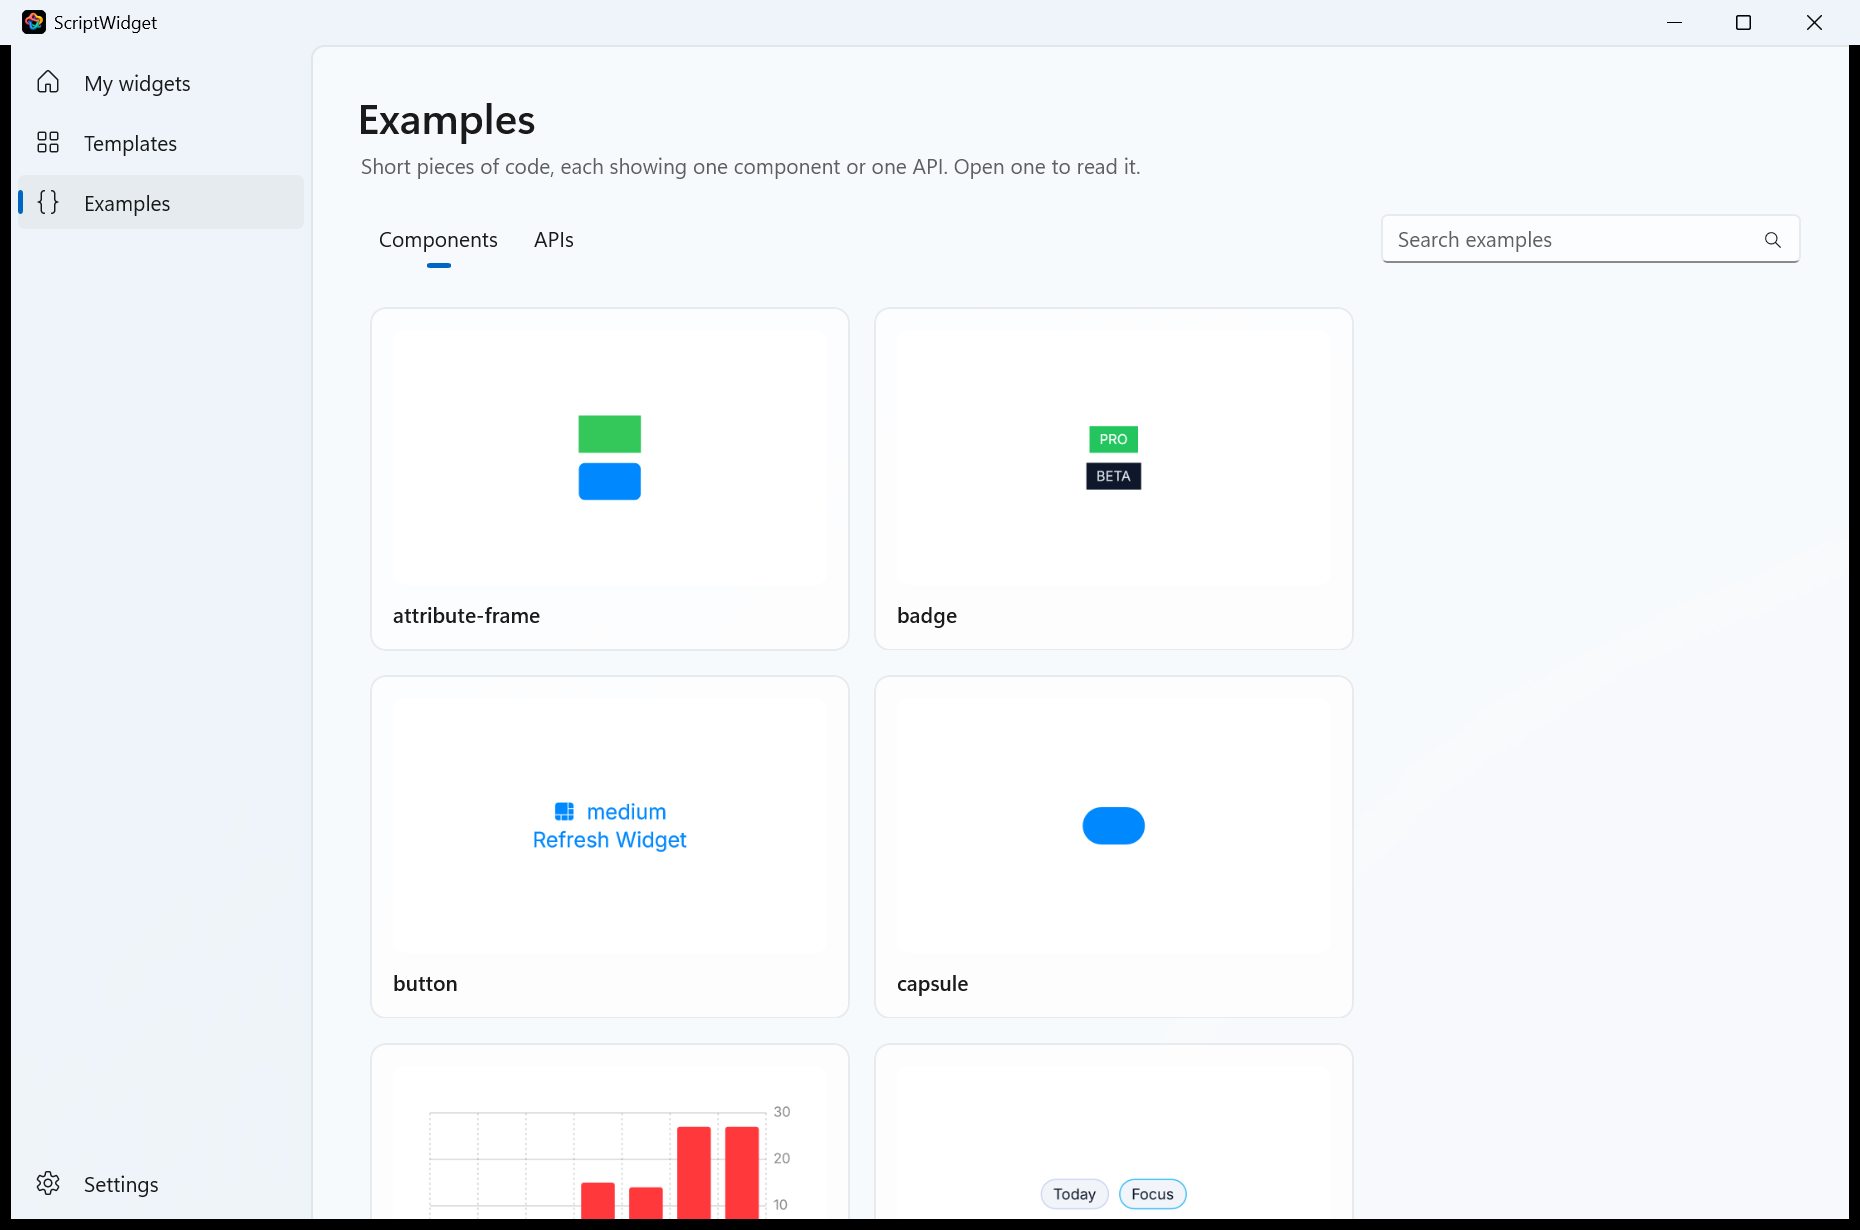 ScriptWidget
My widgets
Templates
Examples
Settings
Examples
Short pieces of code, each showing one component or one API. Open one to read it.
Components
APIs
Search examples
attribute-frame
PRO
BETA
badge
medium
Refresh Widget
button
capsule
30
20
10
Today
Focus